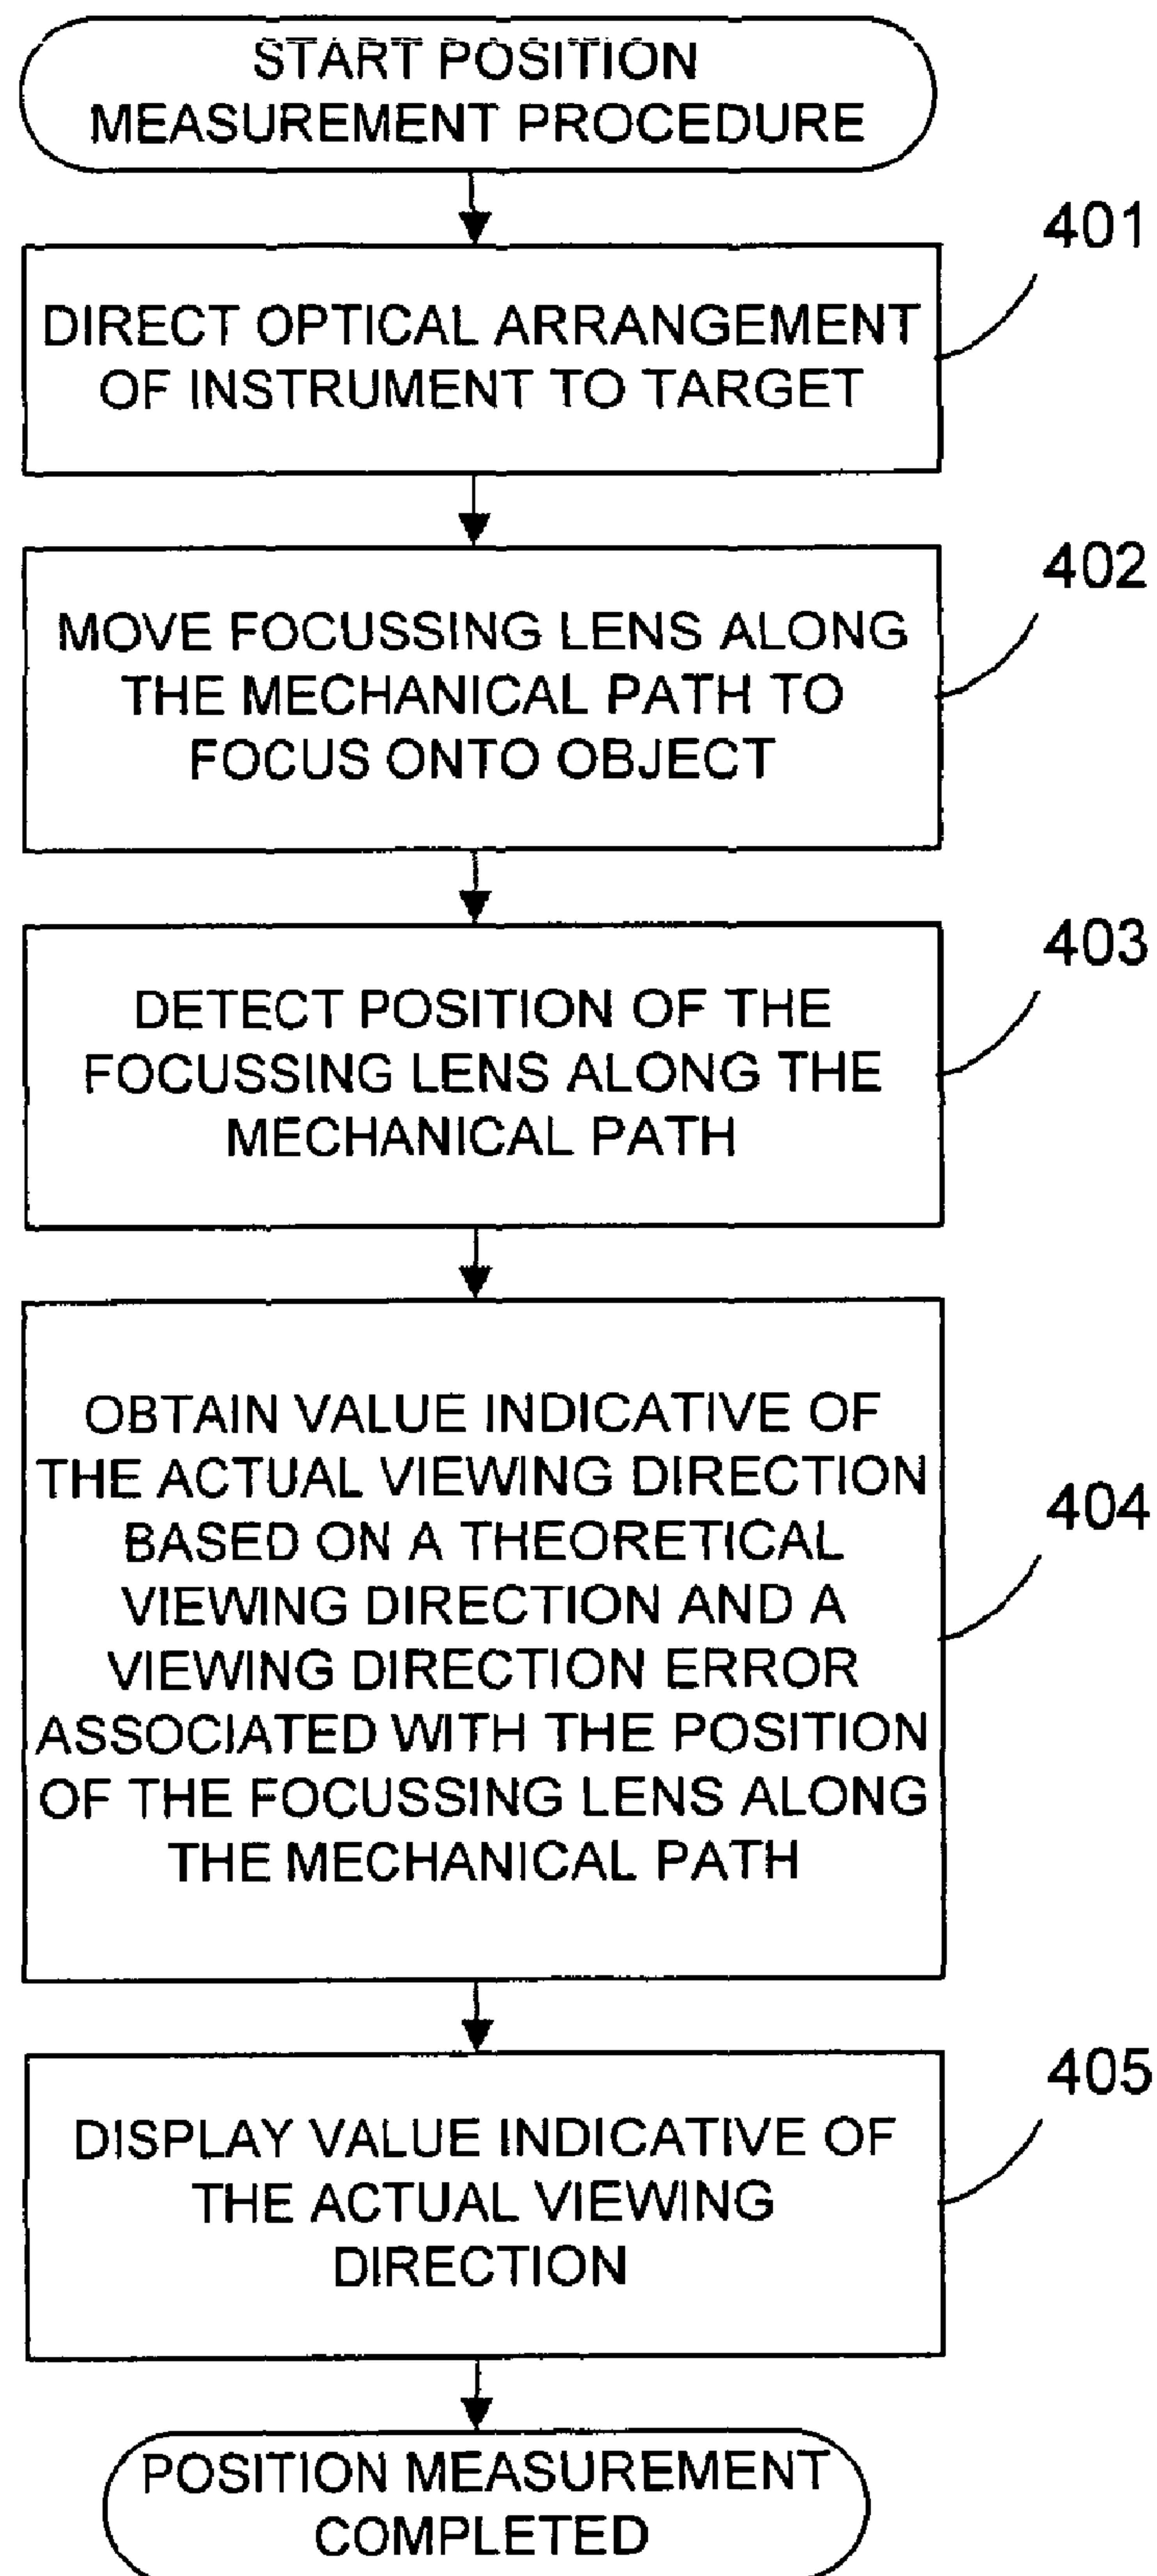 START POSITION
MEASUREMENT PROCEDURE
401
DIRECT OPTICAL ARRANGEMENT
OF INSTRUMENT TO TARGET
402
MOVE FOCUSSING LENS ALONG
THE MECHANICAL PATH TO
FOCUS ONTO OBJECT
403
DETECT POSITION OF THE
FOCUSSING LENS ALONG THE
MECHANICAL PATH
404
OBTAIN VALUE INDICATIVE OF
THE ACTUAL VIEWING DIRECTION
BASED ON A THEORETICAL
VIEWING DIRECTION AND A
VIEWING DIRECTION ERROR
ASSOCIATED WITH THE POSITION
OF THE FOCUSSING LENS ALONG
THE MECHANICAL PATH
405
DISPLAY VALUE INDICATIVE OF
THE ACTUAL VIEWING
DIRECTION
POSITION MEASUREMENT
COMPLETED